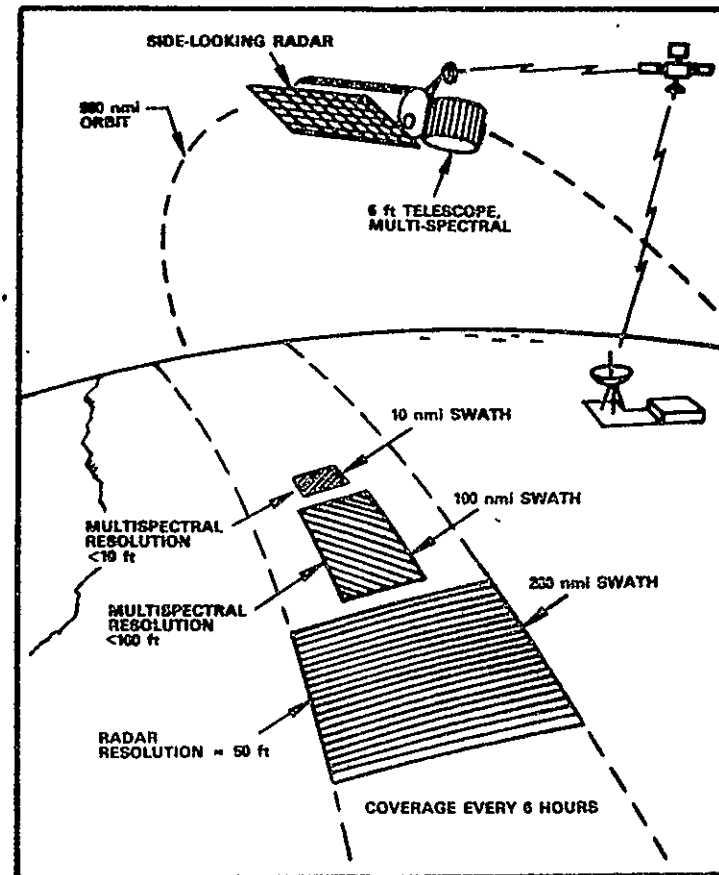 SIDE-LOOKING RADAR
nmi
ORBIT
6 ft TELESCOPE,
MULTI-SPECTRAL
10 nmi SWATH
MULTISPECTRAL
RESOLUTION
<10 ft
100 nmi SWATH
MULTISPECTRAL
RESOLUTION
<100 ft
200 nmi SWATH
RADAR
RESOLUTION = 50 ft
COVERAGE EVERY 6 HOURS